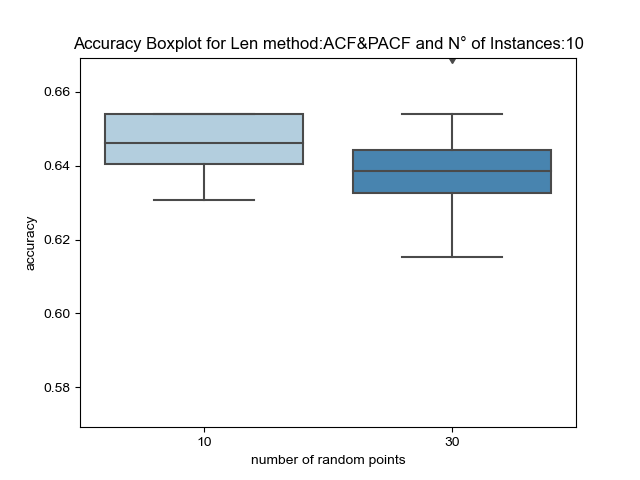 Accuracy Boxplot for Len method:ACF&PACF and N° of Instances:10
0.66
0.64
0.62
0.60
0.58
accuracy
10 30
number of random points